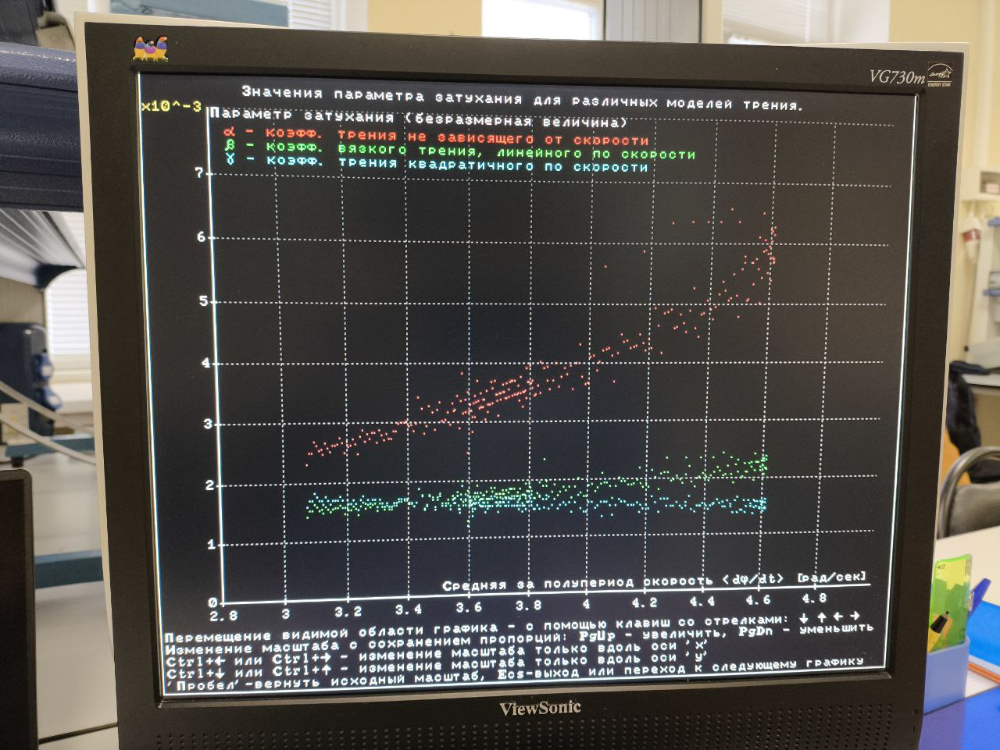 VG730m
ENERGY STAR
Значения параметра затухания для различных моделей трения.
x10^-3
Параметр затухания (безразмерная величина)
α - коэфф. трения не зависящего от скорости
β - коэфф. вязкого трения, линейного по скорости
γ - коэфф. трения квадратичного по скорости
7
6
5
4
3
2
1
0
Средняя за полупериод скорость <dφ/dt> [рад/сек]
2.8 3 3.2 3.4 3.6 3.8 4 4.2 4.4 4.6 4.8
Перемещение видимой области графика - с помощью клавиш со стрелками: ↓ ↑ ← →
Изменение масштаба с сохранением пропорций: PgUp - увеличить, PgDn - уменьшить
Ctrl+← или Ctrl+→ - изменение масштаба только вдоль оси 'x'
Ctrl+↓ или Ctrl+↑ - изменение масштаба только вдоль оси 'y'
'Пробел'-вернуть исходный масштаб, Ecs-выход или переход к следующему графику
ViewSonic